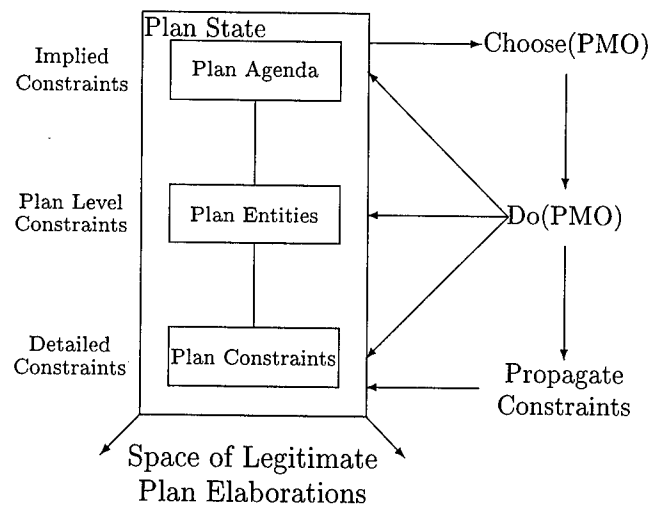 Plan State
Implied
Constraints
Plan Agenda
Choose(PMO)
Plan Level
Constraints
Plan Entities
Do(PMO)
Detailed
Constraints
Plan Constraints
Propagate
Constraints
Space of Legitimate
Plan Elaborations